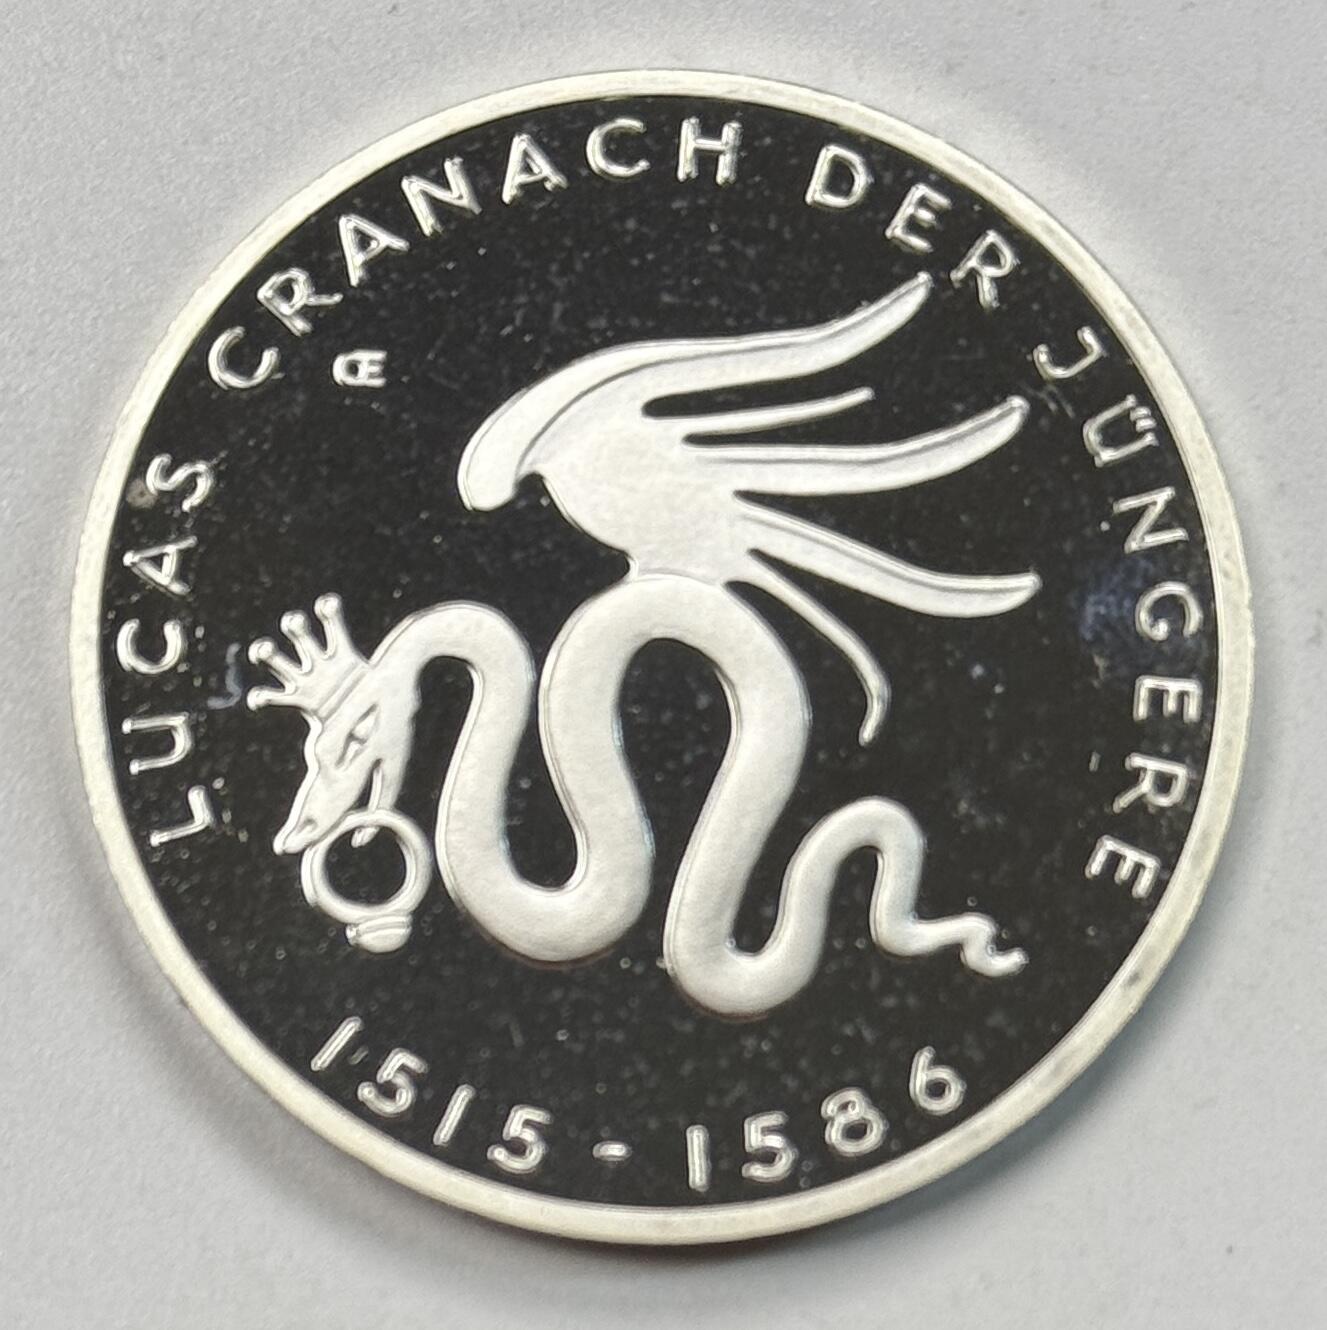 LUCAS CRANACH DER JÜNGERE
1515 - 1586